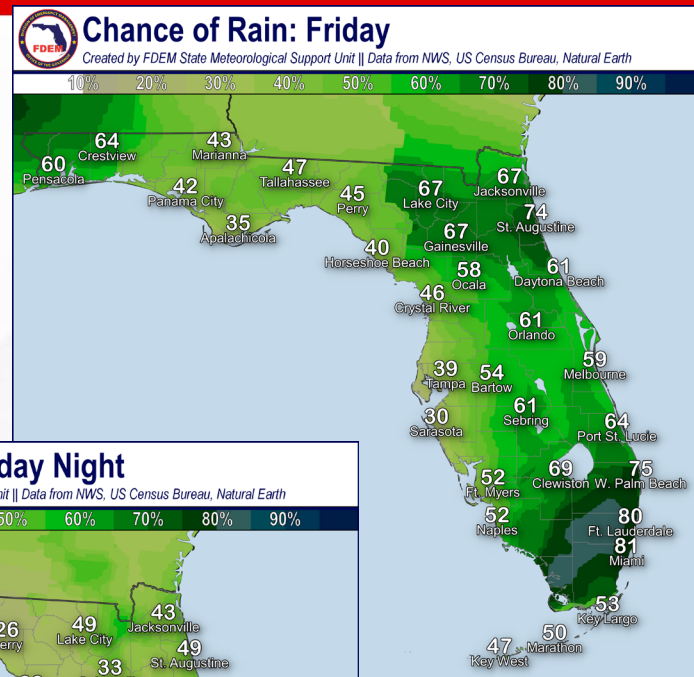 Chance of Rain: Friday
Created by FDEM State Meteorological Support Unit || Data from NWS, US Census Bureau, Natural Earth
FDEM
10% 20% 30% 40% 50% 60% 70% 80% 90%
64
Crestview
43
Marianna
60
Pensacola
47
Tallahassee
42
Panama City
45
Perry
35
Apalachicola
67
Lake City
67
Jacksonville
74
St. Augustine
67
Gainesville
40
Horseshoe Beach
58
Ocala
61
Daytona Beach
46
Crystal River
61
Orlando
59
Melbourne
39
Tampa
54
Bartow
30
Sarasota
61
Sebring
64
Port St. Lucie
69
Clewiston
75
W. Palm Beach
52
Ft. Myers
52
Naples
80
Ft. Lauderdale
81
Miami
53
Key Largo
50
Marathon
47
Key West
day Night
nit || Data from NWS, US Census Bureau, Natural Earth
50% 60% 70% 80% 90%
26
erry
49
Lake City
43
Jacksonville
49
St. Augustine
33